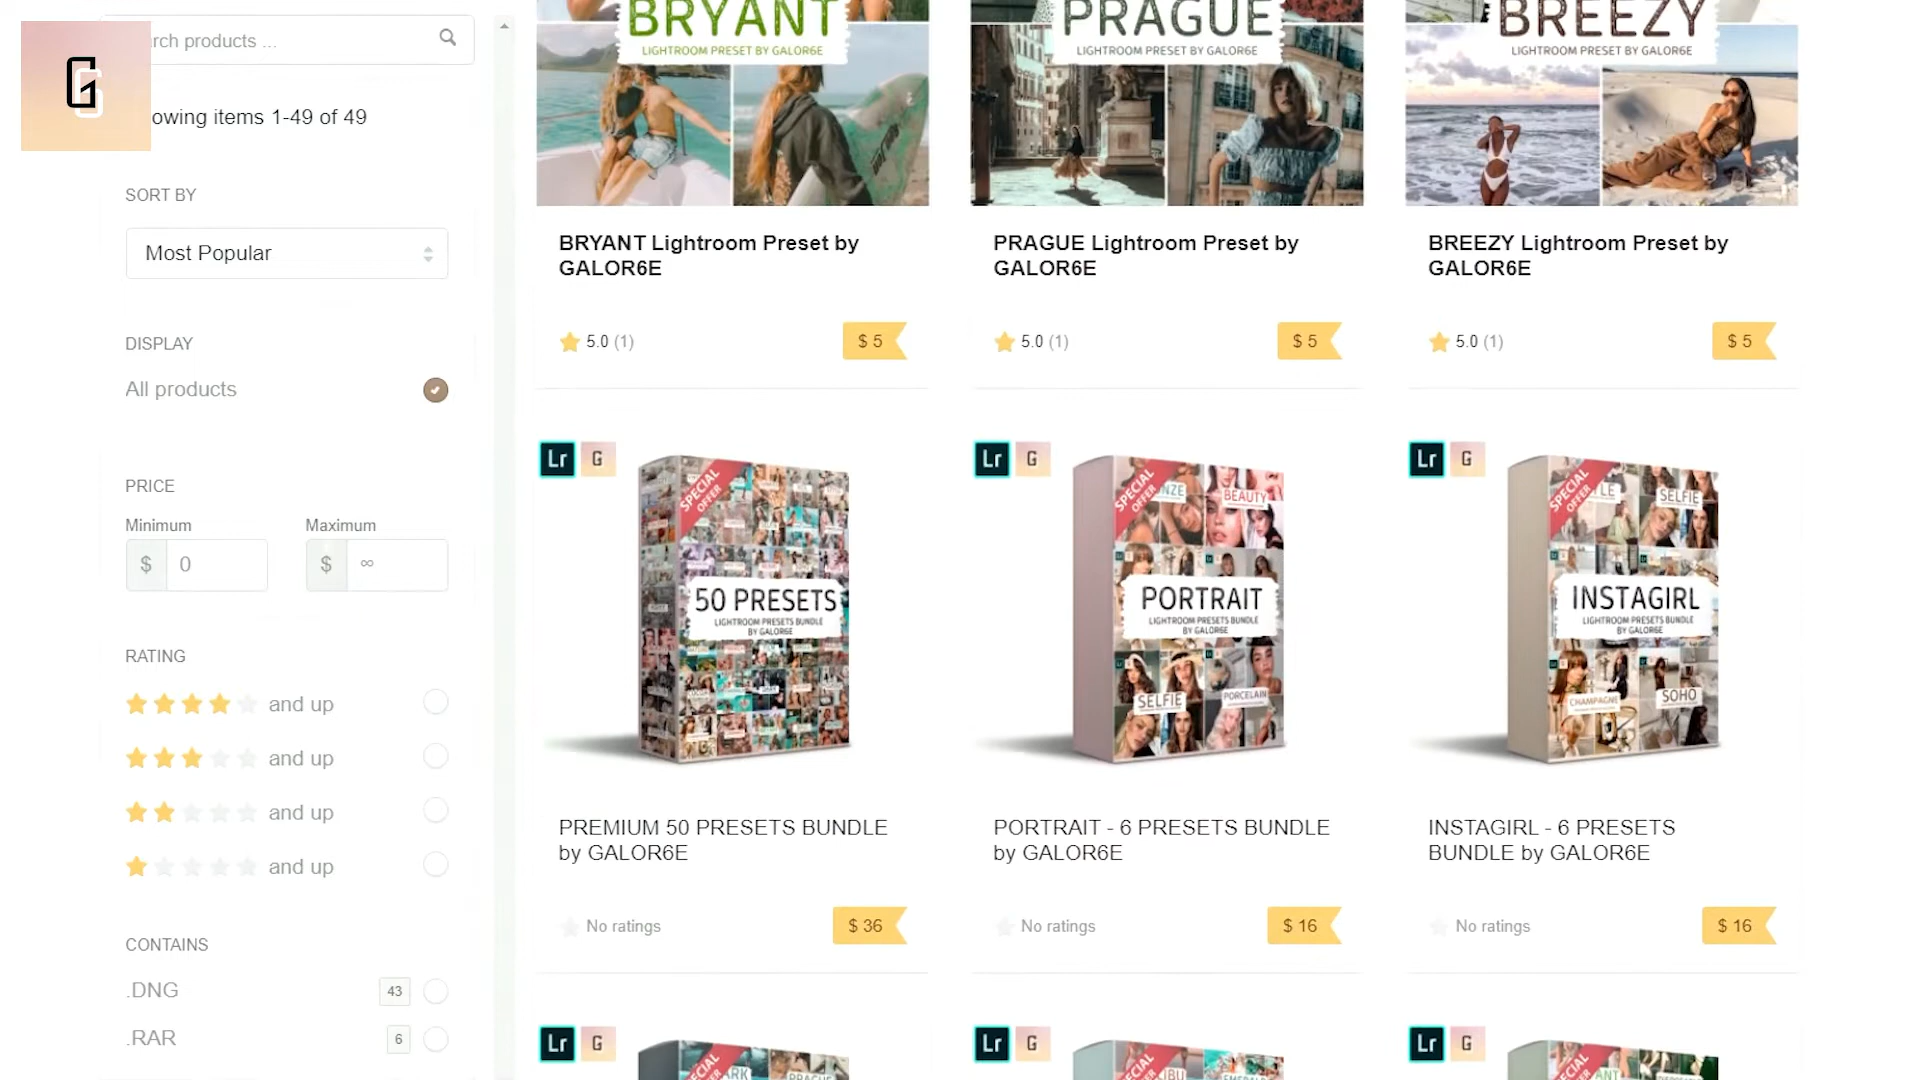 rch products ...
owing items 1-49 of 49
SORT BY
Most Popular
DISPLAY
All products
PRICE
Minimum
Maximum
$ 0
$ ∞
RATING
and up
and up
and up
and up
CONTAINS
.DNG 43
.RAR 6
BRYANT
LIGHTROOM PRESET BY GALOR6E
BRYANT Lightroom Preset by
GALOR6E
5.0 (1)
$ 5
PRAGUE
LIGHTROOM PRESET BY GALOR6E
PRAGUE Lightroom Preset by
GALOR6E
5.0 (1)
$ 5
BREEZY
LIGHTROOM PRESET BY GALOR6E
BREEZY Lightroom Preset by
GALOR6E
5.0 (1)
$ 5
Lr G
SPECIAL
OFFER
50 PRESETS
LIGHTROOM PRESETS BUNDLE
BY GALOR6E
PREMIUM 50 PRESETS BUNDLE
by GALOR6E
No ratings
$ 36
Lr G
SPECIAL
OFFER
BEAUTY
PORTRAIT
LIGHTROOM PRESETS BUNDLE
BY GALOR6E
SELFIE
PORCELAIN
PORTRAIT - 6 PRESETS BUNDLE
by GALOR6E
No ratings
$ 16
Lr G
SPECIAL
OFFER
SELFIE
INSTAGIRL
LIGHTROOM PRESETS BUNDLE
BY GALOR6E
CHAMPAGNE
SOHO
INSTAGIRL - 6 PRESETS
BUNDLE by GALOR6E
No ratings
$ 16
Lr G
SPECIAL
Lr G
SPECIAL
Lr G
SPECIAL